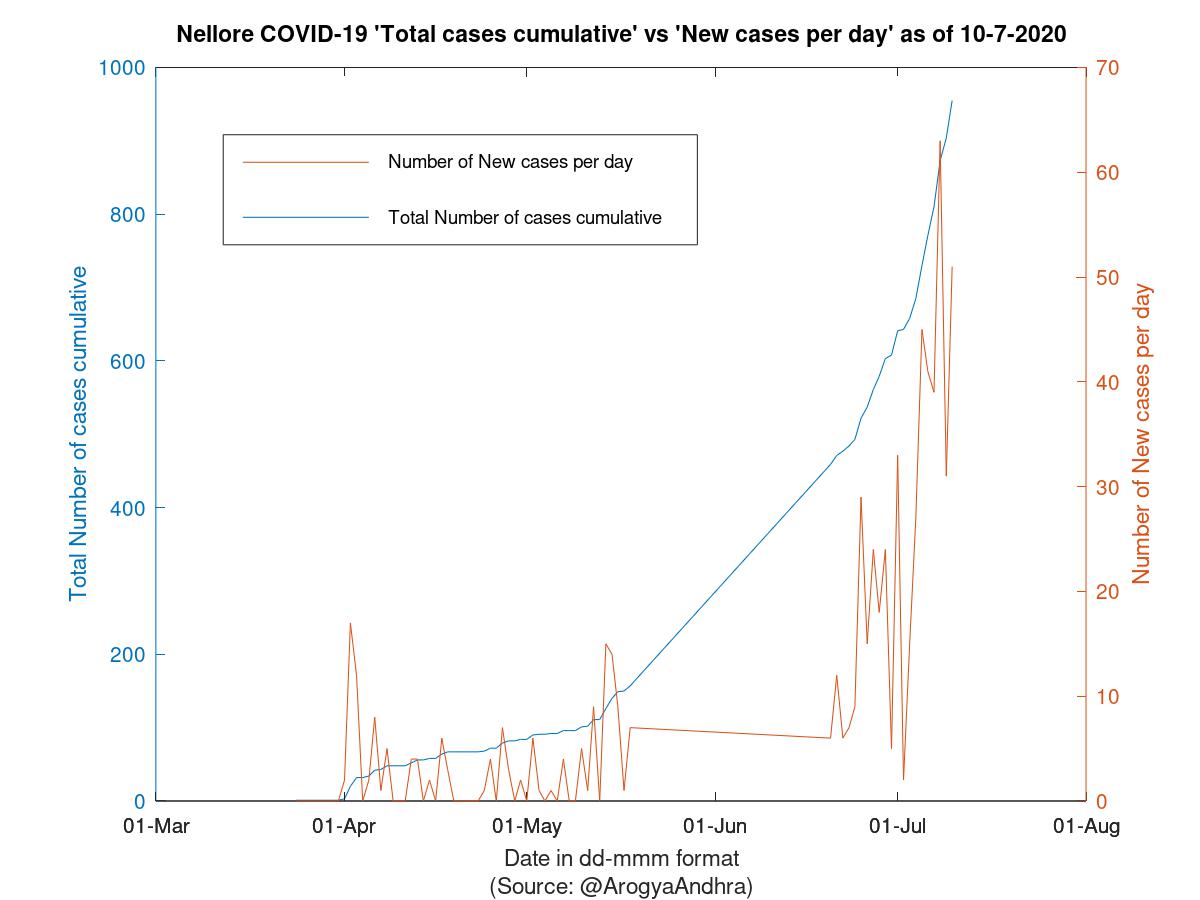 Nellore COVID-19 'Total cases cumulative' vs 'New cases per day' as of 10-7-2020
1000
800
600
400
200
0
Total Number of cases cumulative
Number of New cases per day
Total Number of cases cumulative
70
60
50
40
30
20
10
0
Number of New cases per day
01-Mar
01-Apr
01-May
01-Jun
01-Jul
01-Aug
Date in dd-mmm format
(Source: @ArogyaAndhra)